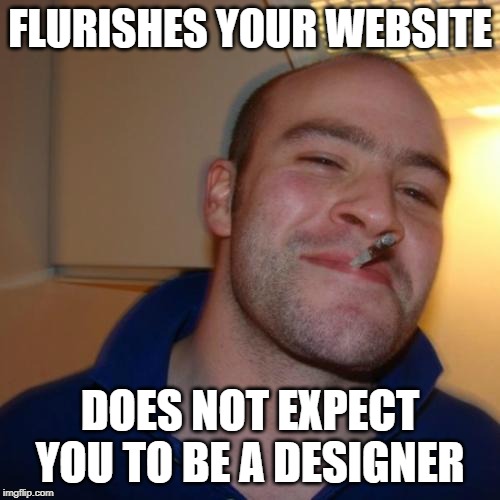 FLURISHES YOUR WEBSITE
DOES NOT EXPECT
YOU TO BE A DESIGNER
imgflip.com